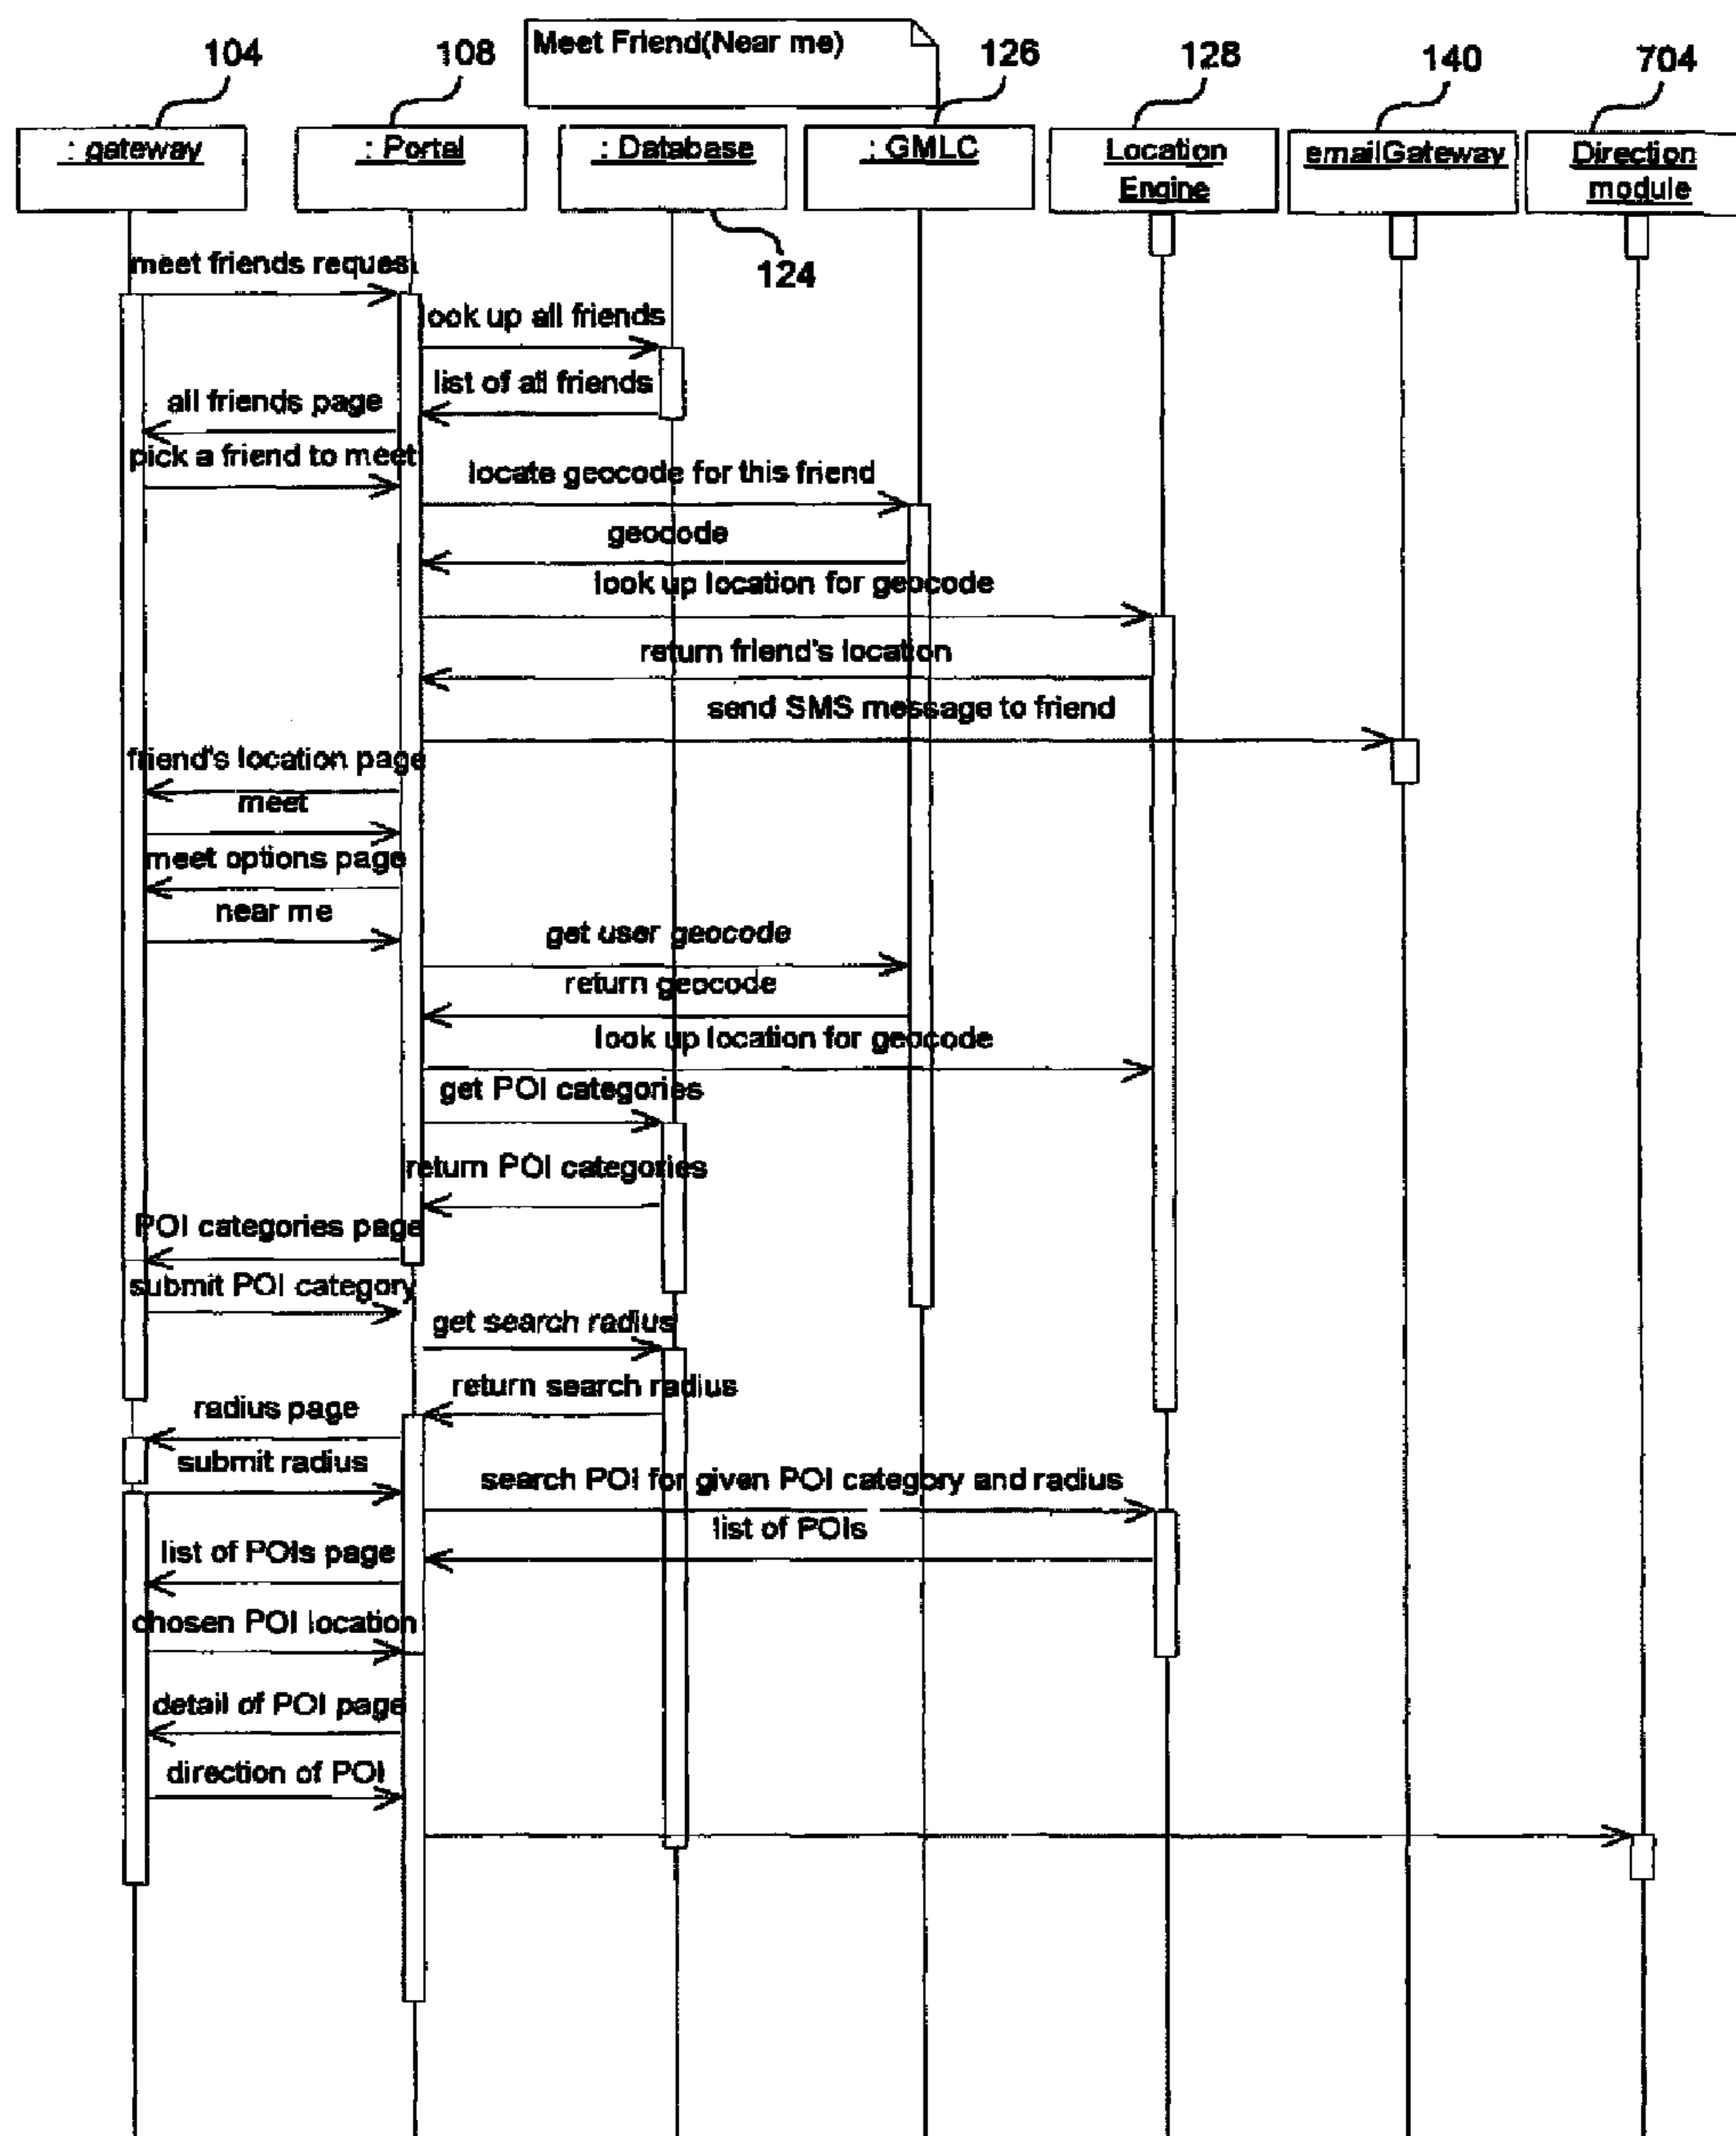 Meet Friend(Near me)
104
108
126
128
140
704
: gateway
: Portal
: Database
: GMLC
Location
Engine
emailGateway
Direction
module
124
meet friends request
ook up all friends
list of all friends
all friends page
pick a friend to meet
locate geocode for this friend
geocode
look up location for geocode
return friend's location
send SMS message to friend
friend's location page
meet
meet options page
near me
get user geocode
return geocode
look up location for geocode
get POI categories
return POI categories
POI categories page
submit POI category
get search radius
return search radius
radius page
submit radius
search POI for given POI category and radius
list of POIs
list of POIs page
chosen POI location
detail of POI page
direction of POI